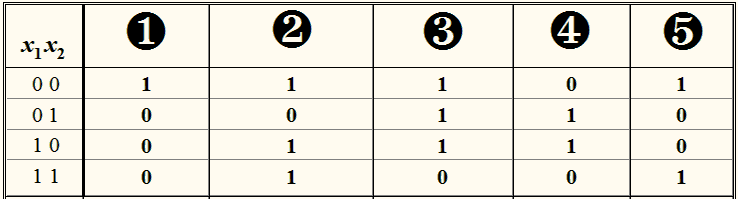 x₁x₂ ❶ ❷ ❸ ❹ ❺
0 0 1 1 1 0 1
0 1 0 0 1 1 0
1 0 0 1 1 1 0
1 1 0 1 0 0 1